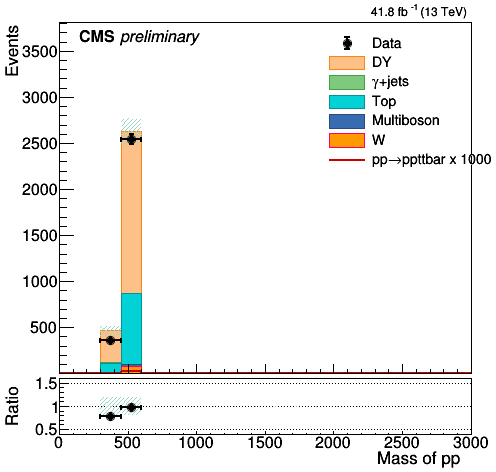 41.8 fb⁻¹ (13 TeV)
CMS preliminary
Events
3500
3000
2500
2000
1500
1000
500
Data
DY
γ+jets
Top
Multiboson
W
pp→ppttbar x 1000
Ratio
1.5
1
0.5
0 500 1000 1500 2000 2500 3000
Mass of pp